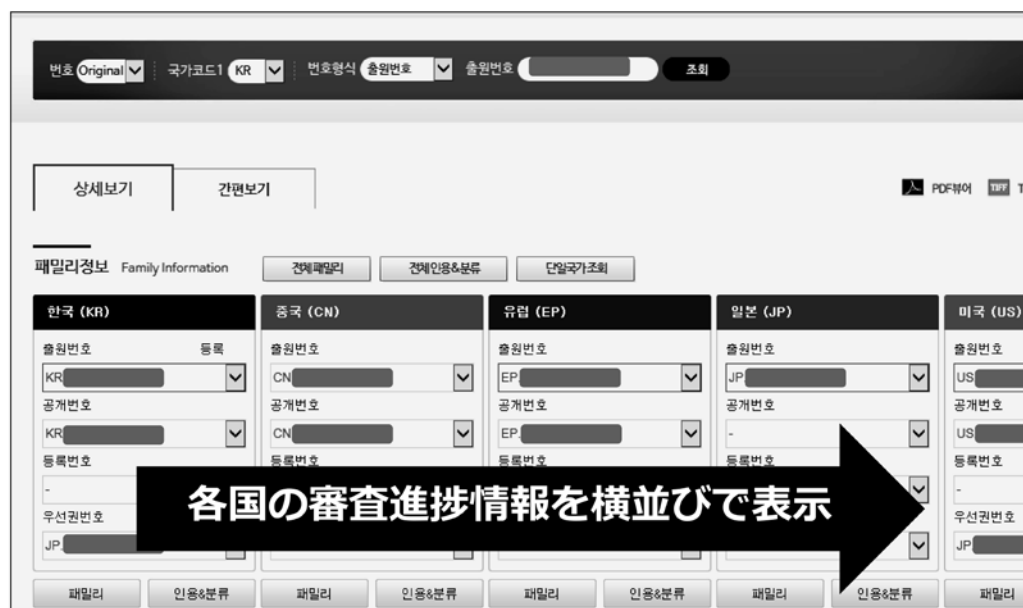 번호 Original 국가코드1 KR 번호형식 출원번호 출원번호 조회
상세보기 간편보기 PDF뷰어 TIFF T
패밀리정보 Family Information 전체패밀리 전체인용&분류 단일국가조회
한국 (KR) 중국 (CN) 유럽 (EP) 일본 (JP) 미국 (US)
출원번호 등록 출원번호 출원번호 출원번호 출원번호
KR CN EP. JP US
공개번호 공개번호 공개번호 공개번호 공개번호
KR CN EP. - US
등록번호 등록번호 등록번호 등록번호 등록번호
- -
各国の審査進捗情報を横並びで表示
우선권번호 우선권번호
JP. JP
패밀리 인용&분류 패밀리 인용&분류 패밀리 인용&분류 패밀리 인용&분류 패밀리